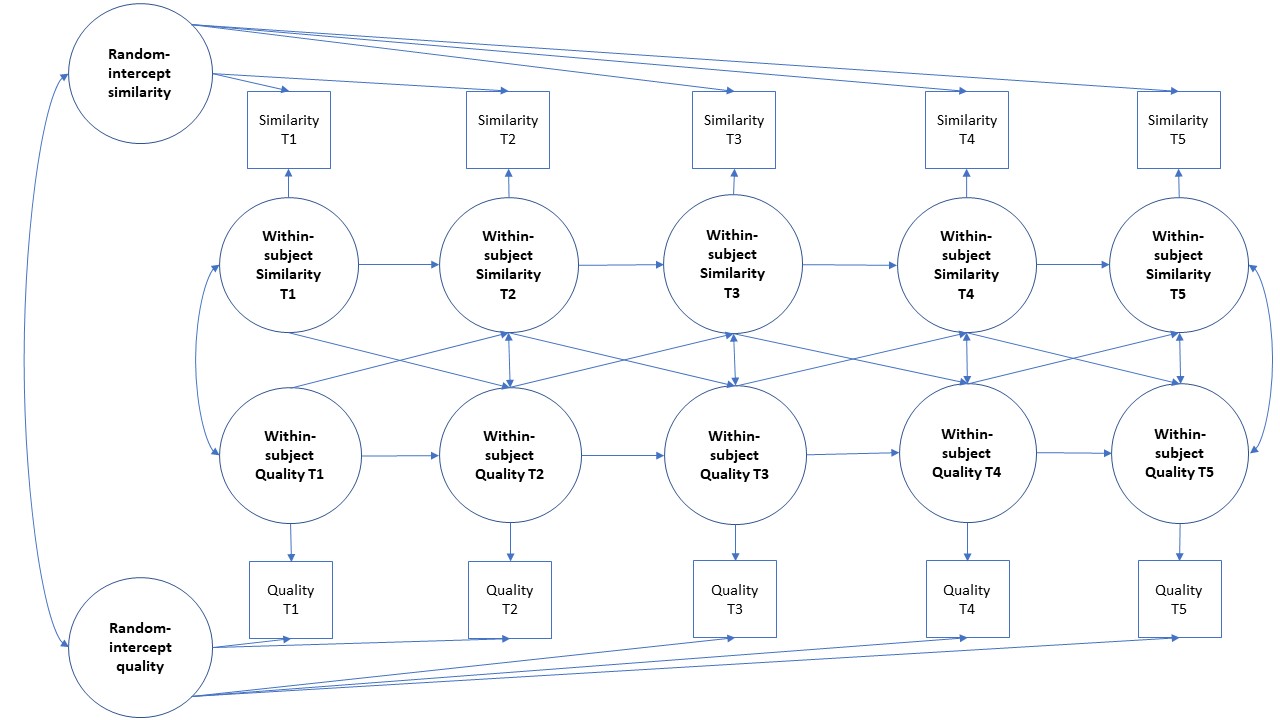 Random-
intercept
similarity
Similarity
T1
Similarity
T2
Similarity
T3
Similarity
T4
Similarity
T5
Within-
subject
Similarity
T1
Within-
subject
Similarity
T2
Within-
subject
Similarity
T3
Within-
subject
Similarity
T4
Within-
subject
Similarity
T5
Within-
subject
Quality T1
Within-
subject
Quality T2
Within-
subject
Quality T3
Within-
subject
Quality T4
Within-
subject
Quality T5
Random-
intercept
quality
Quality
T1
Quality
T2
Quality
T3
Quality
T4
Quality
T5